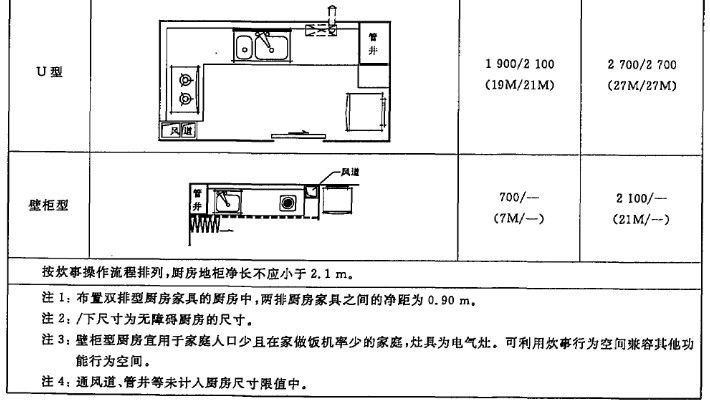 U型
管
井
风道
1 900/2 100
(19M/21M)
2 700/2 700
(27M/27M)
壁柜型
风道
管
井
700/—
(7M/—)
2 100/—
(21M/—)
按炊事操作流程排列,厨房地柜净长不应小于2.1 m。
注1:布置双排型厨房家具的厨房中,两排厨房家具之间的净距为0.90 m。
注2:/下尺寸为无障碍厨房的尺寸。
注3:壁柜型厨房宜用于家庭人口少且在家做饭机率少的家庭,灶具为电气灶。可利用炊事行为空间兼容其他功
能行为空间。
注4:通风道、管井等未计入厨房尺寸限值中。